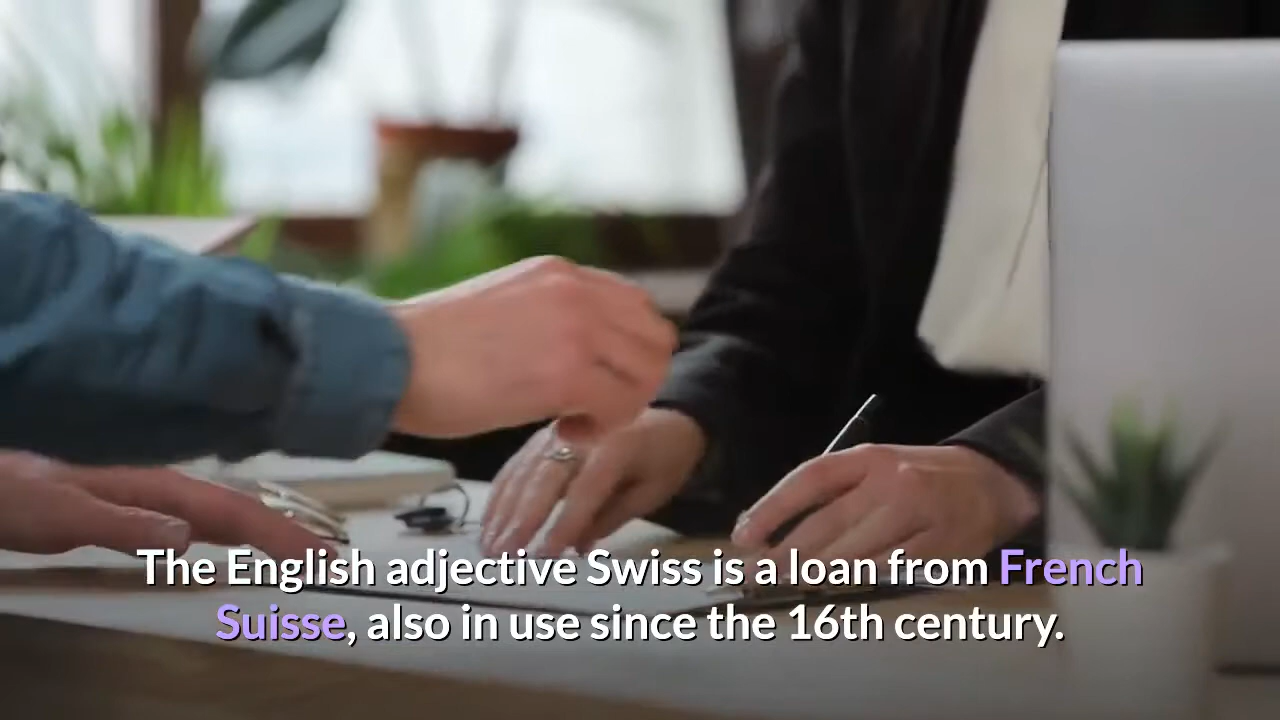 The English adjective Swiss is a loan from French
Suisse, also in use since the 16th century.